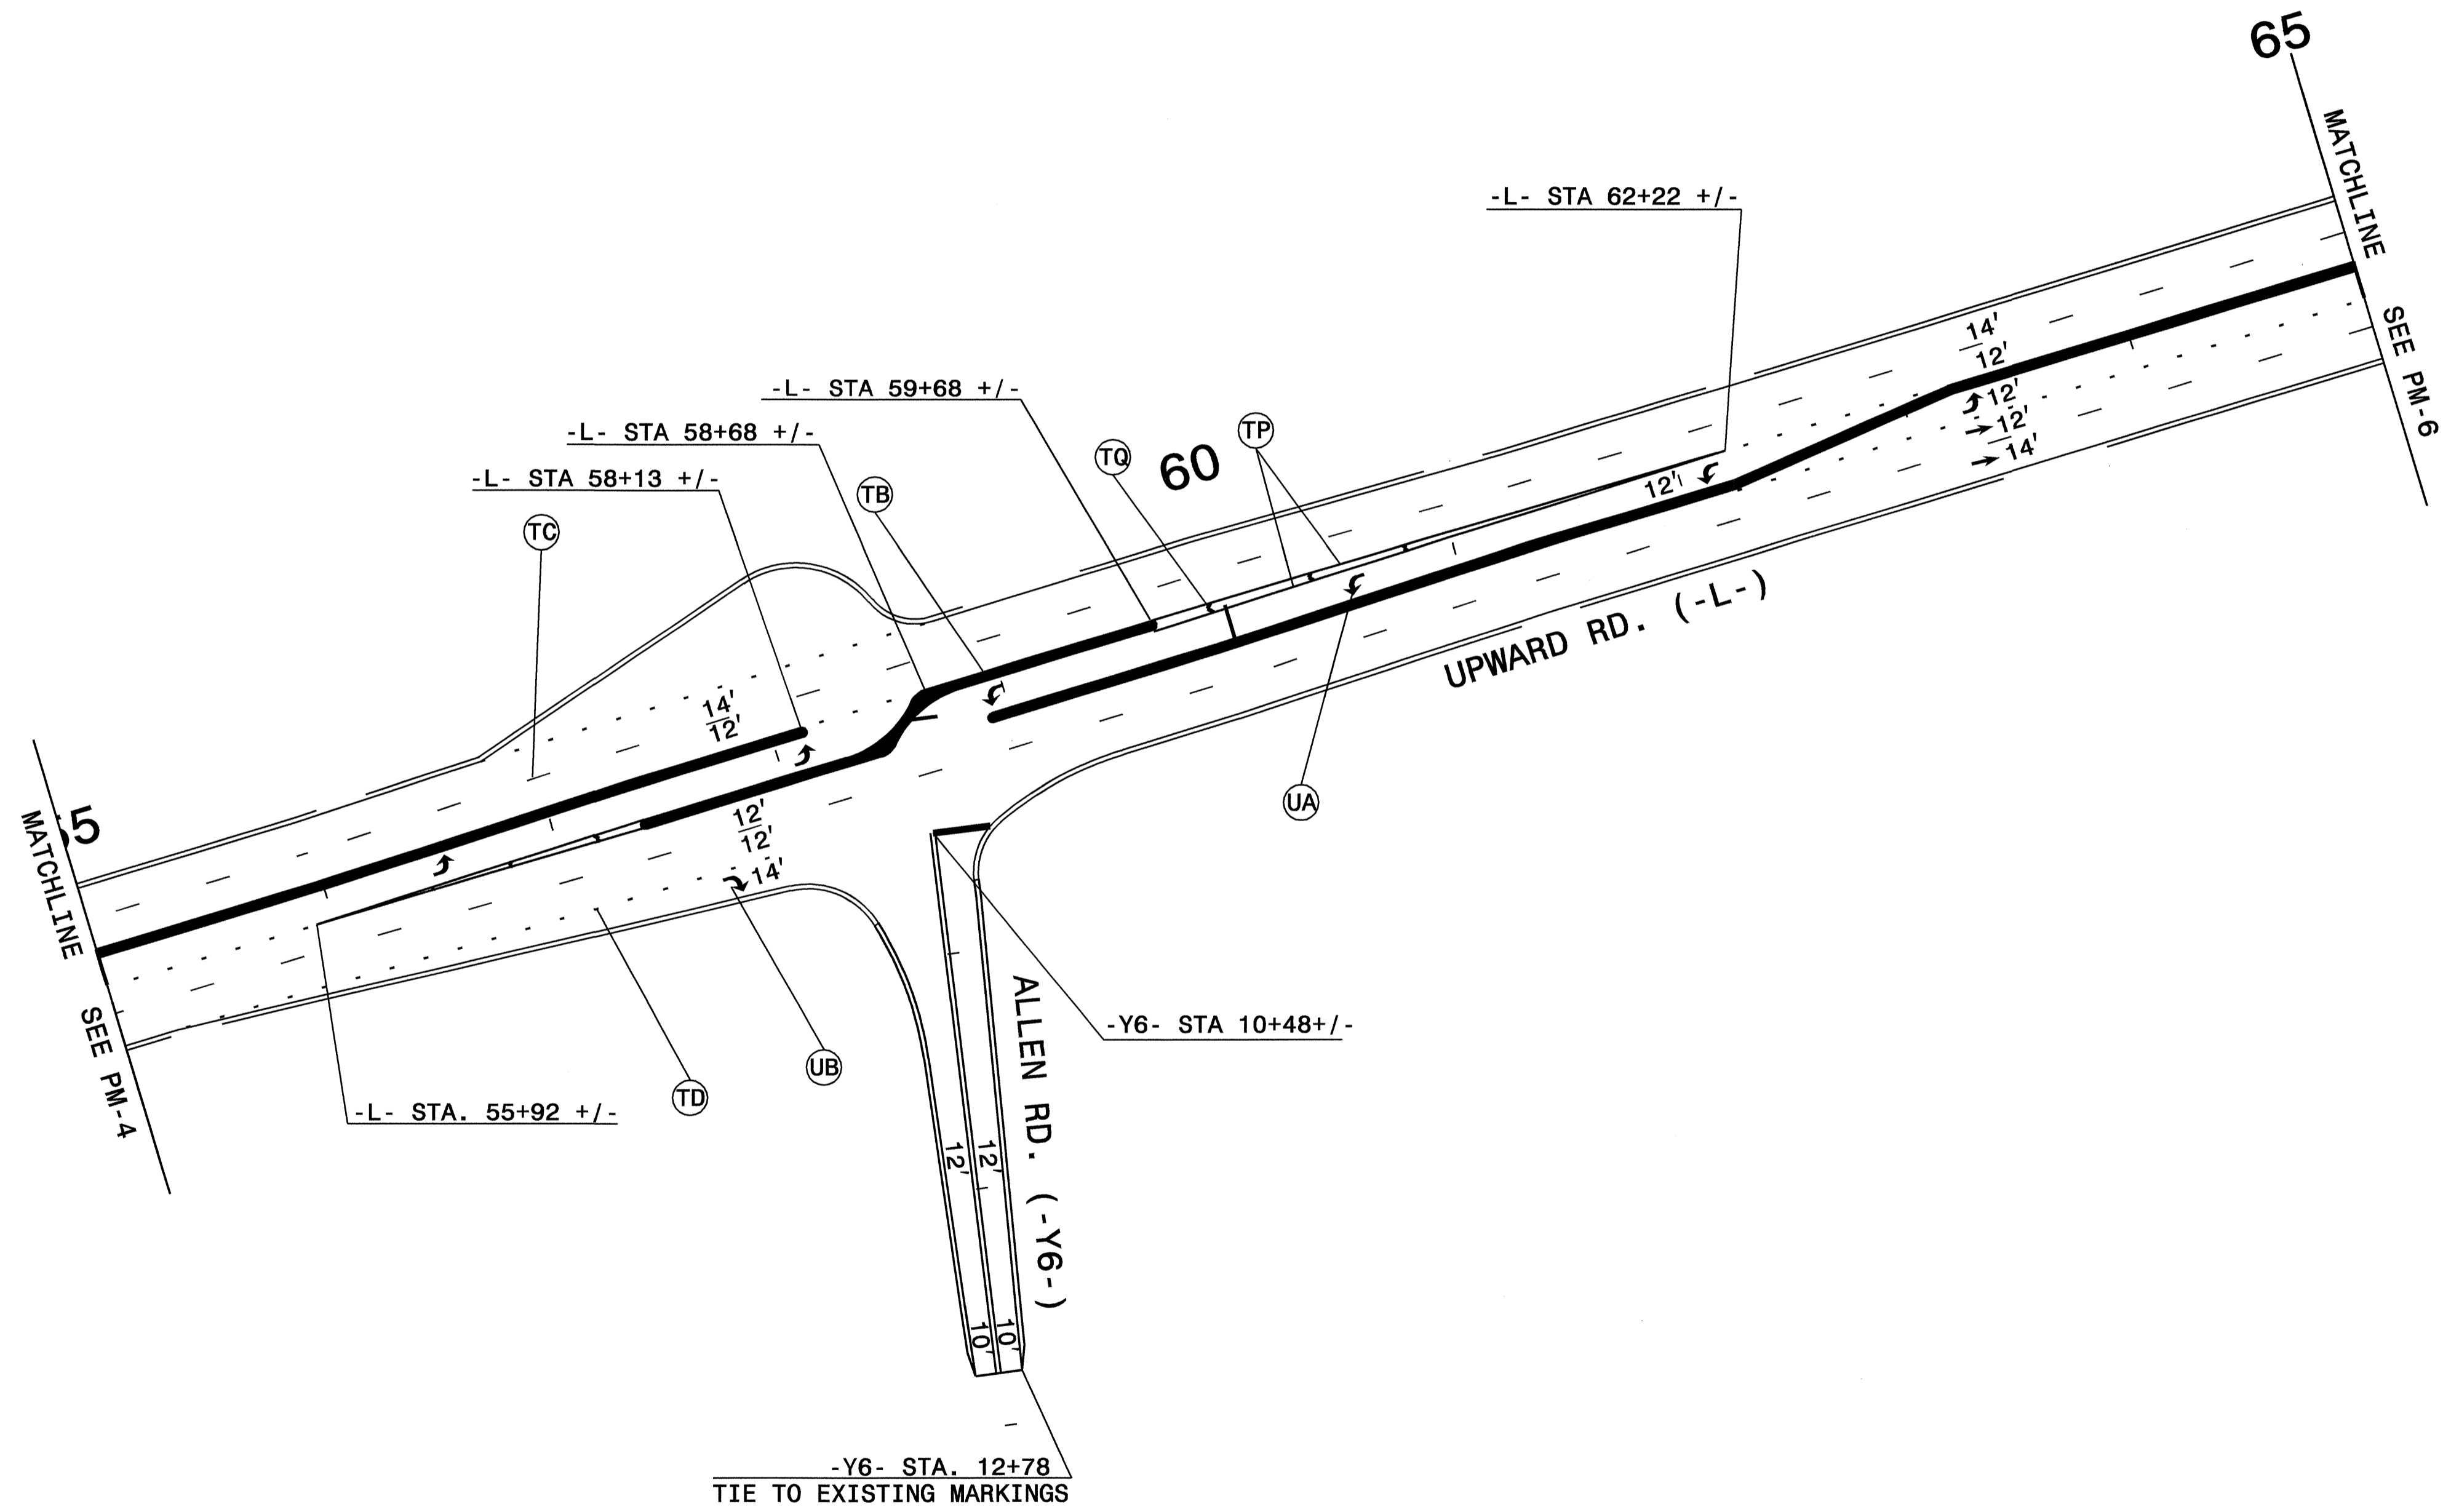 65
MATCHLINE
SEE PM-6
-L- STA 62+22 +/-
14'
12'
12'
12'
14'
-L- STA 59+68 +/-
-L- STA 58+68 +/-
-L- STA 58+13 +/-
TC
TB
TQ
60
TP
12'
UPWARD RD. (-L-)
14'
12'
UA
MATCHLINE
SEE PM-4
12'
12'
14'
-L- STA. 55+92 +/-
TD
UB
-Y6- STA 10+48+/-
ALLEN RD. (-Y6-)
12'
12'
10'
10'
-Y6- STA. 12+78
TIE TO EXISTING MARKINGS